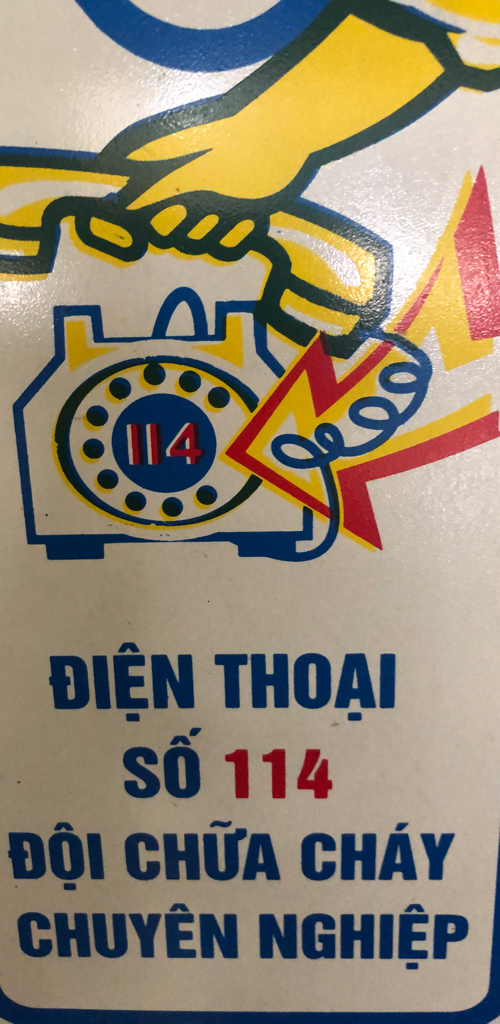 114
ĐIỆN THOẠI
SỐ 114
ĐỘI CHỮA CHÁY
CHUYÊN NGHIỆP